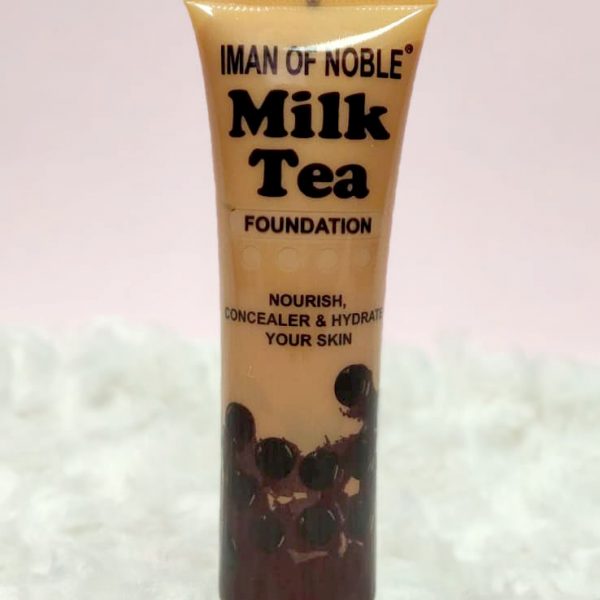 IMAN OF NOBLE®
Milk
Tea
FOUNDATION
NOURISH,
CONCEALER & HYDRATE
YOUR SKIN